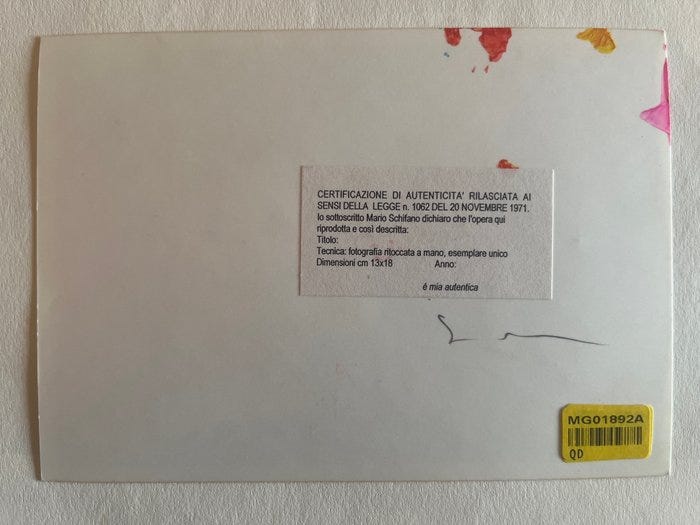 CERTIFICAZIONE DI AUTENTICITA' RILASCIATA AI
SENSI DELLA LEGGE n. 1062 DEL 20 NOVEMBRE 1971.
Io sottoscritto Mario Schifano dichiaro che l'opera qui
riprodotta e così descritta:
Titolo:
Tecnica: fotografia ritoccata a mano, esemplare unico
Dimensioni cm 13x18 Anno:
é mia autentica
MG01892A
QD